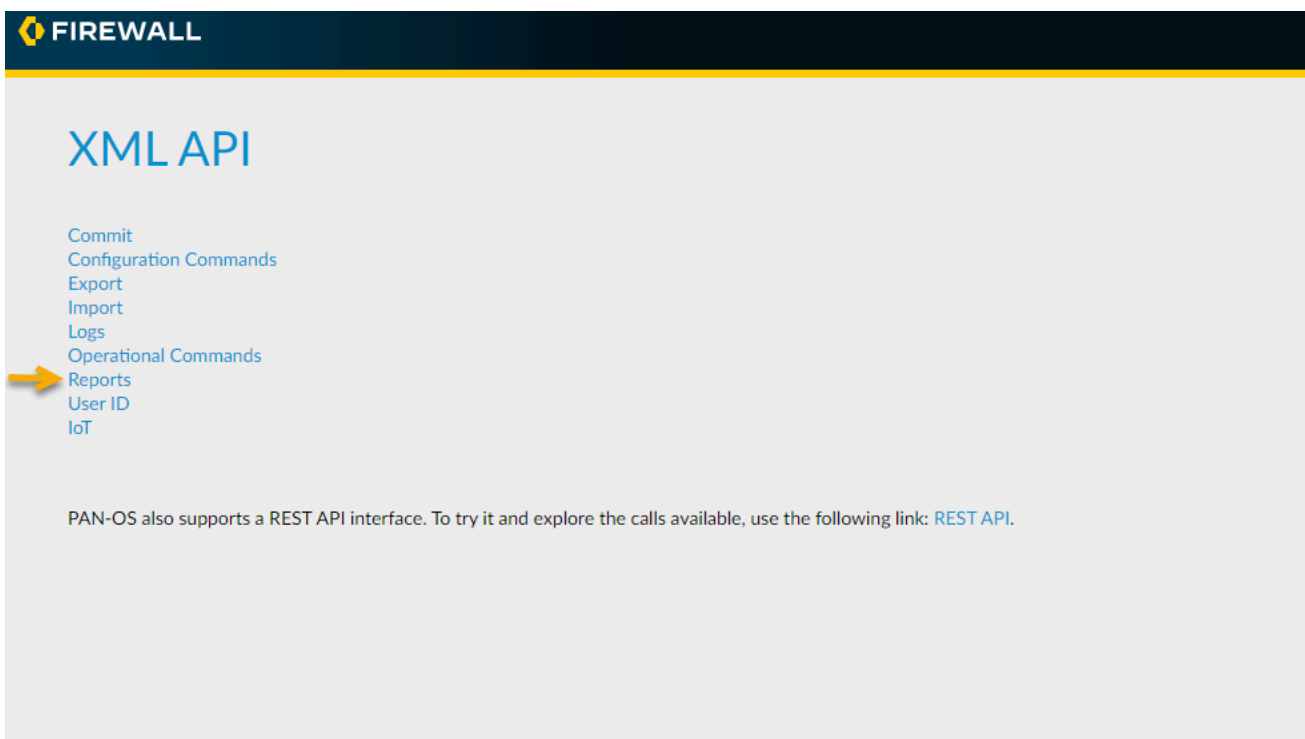 FIREWALL
XML API
Commit
Configuration Commands
Export
Import
Logs
Operational Commands
Reports
User ID
IoT
PAN-OS also supports a REST API interface. To try it and explore the calls available, use the following link: REST API.